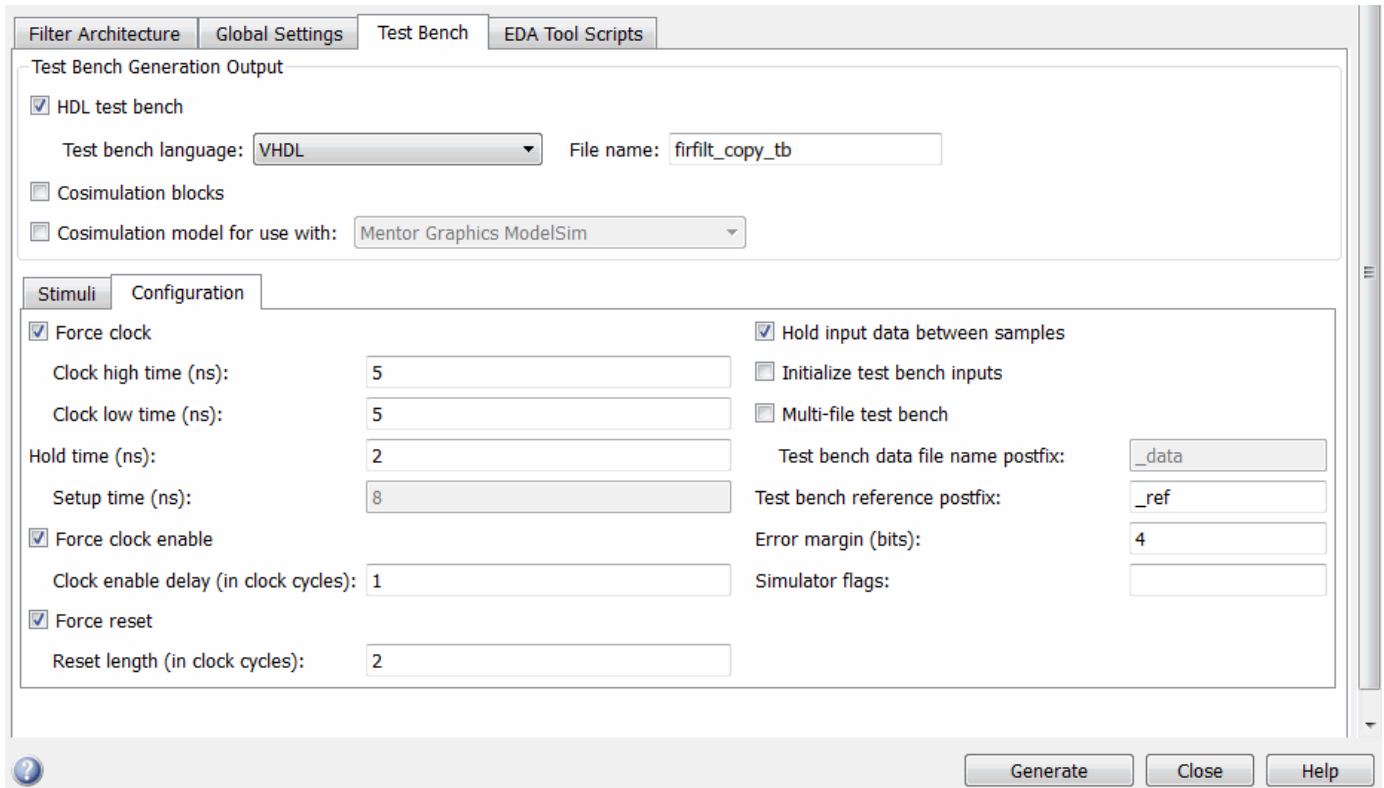 Filter Architecture Global Settings Test Bench EDA Tool Scripts
Test Bench Generation Output
HDL test bench
Test bench language: VHDL File name: firfilt_copy_tb
Cosimulation blocks
Cosimulation model for use with: Mentor Graphics ModelSim
Stimuli Configuration
Force clock Hold input data between samples
Clock high time (ns): 5 Initialize test bench inputs
Clock low time (ns): 5 Multi-file test bench
Hold time (ns): 2 Test bench data file name postfix: _data
Setup time (ns): 8 Test bench reference postfix: _ref
Force clock enable Error margin (bits): 4
Clock enable delay (in clock cycles): 1 Simulator flags:
Force reset
Reset length (in clock cycles): 2
? Generate Close Help